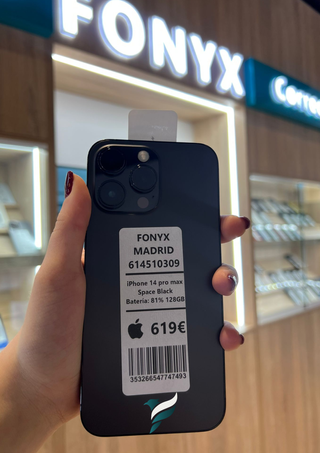 FONYX
Corre
FONYX
MADRID
614510309
iPhone 14 pro max
Space Black
Bateria: 81% 128GB
619€
353266547747493